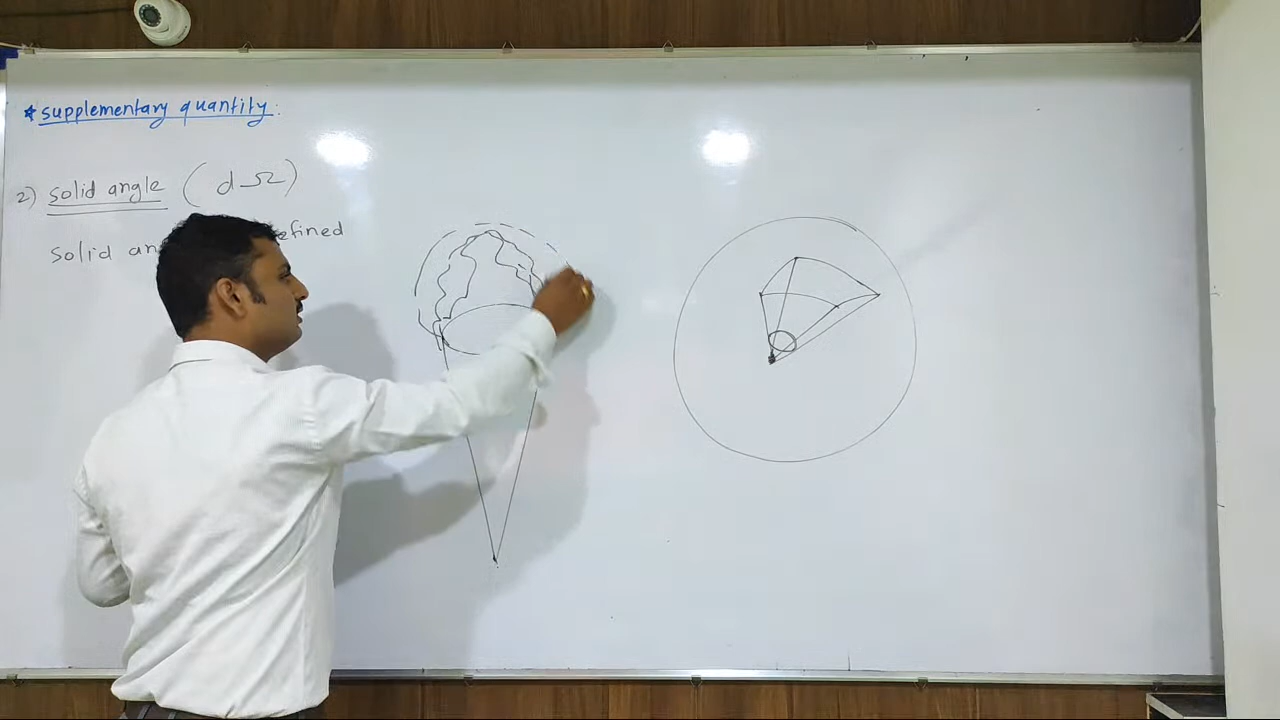 * supplementary quantity :
2) solid angle ( dΩ )
solid an efined